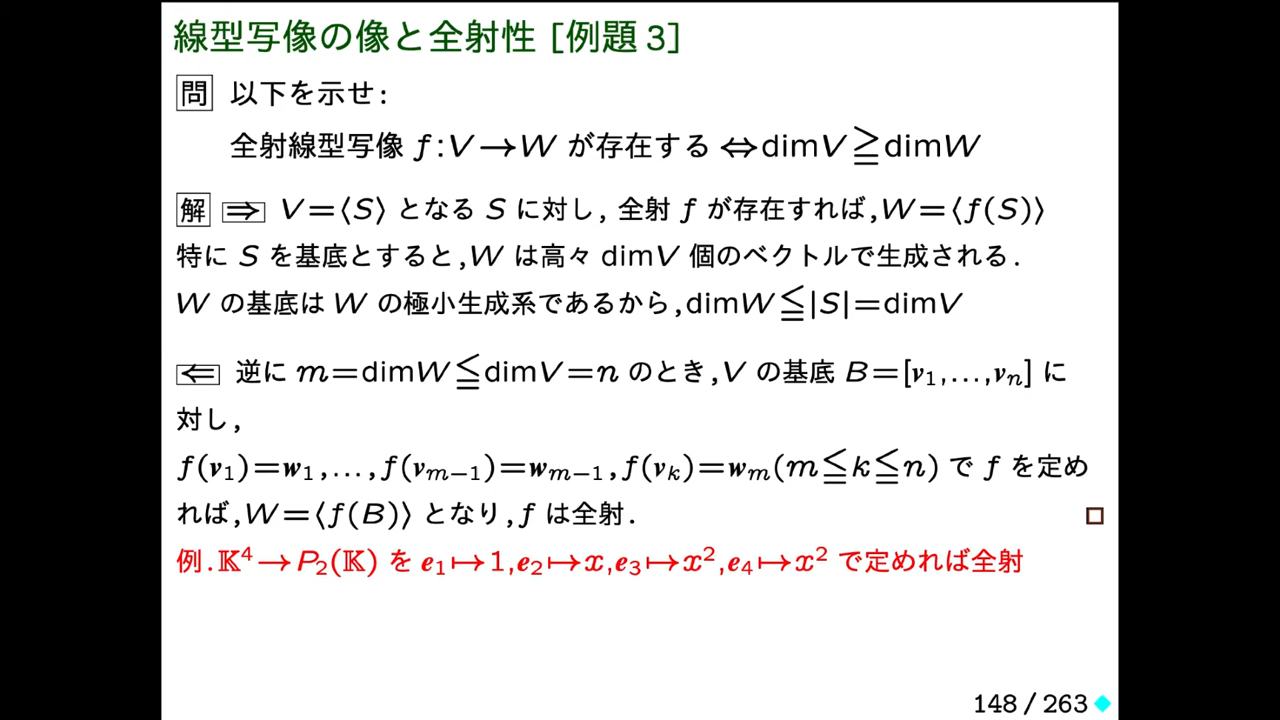 線型写像の像と全射性 [例題 3]
問 以下を示せ:
全射線型写像 f:V→W が存在する ⇔dimV≧dimW
解 ⇒ V=⟨S⟩ となる S に対し, 全射 f が存在すれば,W=⟨f(S)⟩
特に S を基底とすると,W は高々 dimV 個のベクトルで生成される.
W の基底は W の極小生成系であるから,dimW≦|S|=dimV
⇐ 逆に m=dimW≦dimV=n のとき,V の基底 B=[v₁,...,vₙ] に
対し,
f(v₁)=w₁,...,f(vₘ₋₁)=wₘ₋₁,f(vₖ)=wₘ(m≦k≦n) で f を定め
れば,W=⟨f(B)⟩ となり,f は全射. □
例.𝕂⁴→P₂(𝕂) を e₁↦1,e₂↦x,e₃↦x²,e₄↦x² で定めれば全射
148 / 263